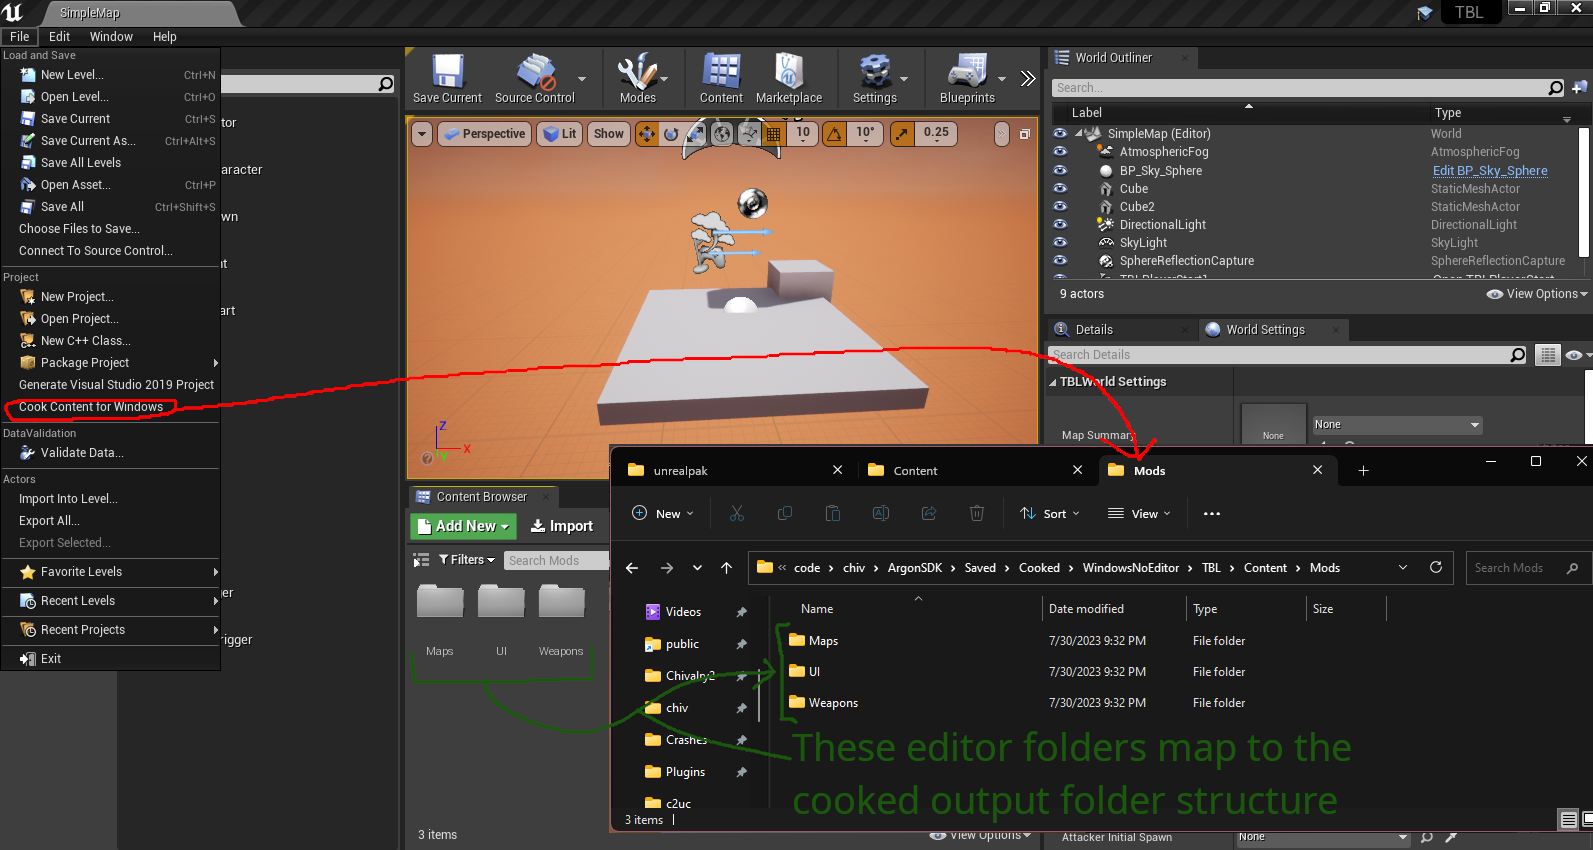 SimpleMap
TBL
File Edit Window Help
Load and Save
New Level... Ctrl+N
Open Level... Ctrl+O
Save Current Ctrl+S
Save Current As... Ctrl+Alt+S
Save All Levels
Open Asset... Ctrl+P
Save All Ctrl+Shift+S
Choose Files to Save...
Connect To Source Control...
Project
New Project...
Open Project...
New C++ Class...
Package Project
Generate Visual Studio 2019 Project
Cook Content for Windows
DataValidation
Validate Data...
Actors
Import Into Level...
Export All...
Export Selected...
Favorite Levels
Recent Levels
Recent Projects
Exit
Save Current Source Control Modes Content Marketplace Settings Blueprints
Perspective Lit Show 10 10° 0.25
World Outliner
Search...
Label Type
SimpleMap (Editor) World
AtmosphericFog AtmosphericFog
BP_Sky_Sphere Edit BP_Sky_Sphere
Cube StaticMeshActor
Cube2 StaticMeshActor
DirectionalLight DirectionalLight
SkyLight SkyLight
SphereReflectionCapture SphereReflectionCapture
TBLPlayerStart1 Open TBLPlayerStart
9 actors View Options
Details World Settings
Search Details
TBLWorld Settings
Map Summary None None
Z
X
Y
Content Browser
Add New Import
Filters Search Mods
Maps UI Weapons
3 items View Options
unrealpak Content Mods
New Sort View
code chiv ArgonSDK Saved Cooked WindowsNoEditor TBL Content Mods Search Mods
Name Date modified Type Size
Maps 7/30/2023 9:32 PM File folder
UI 7/30/2023 9:32 PM File folder
Weapons 7/30/2023 9:32 PM File folder
Videos
public
Chivalry2
chiv
Crashes
Plugins
c2uc
3 items
These editor folders map to the
cooked output folder structure
Attacker Initial Spawn None